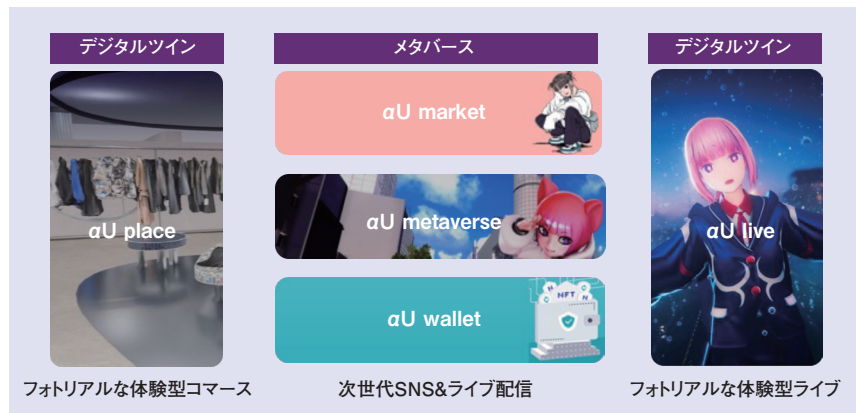 デジタルツイン
メタバース
デジタルツイン
αU place
αU market
αU metaverse
αU wallet
NFT
N
αU live
フォトリアルな体験型コマース
次世代SNS&ライブ配信
フォトリアルな体験型ライブ